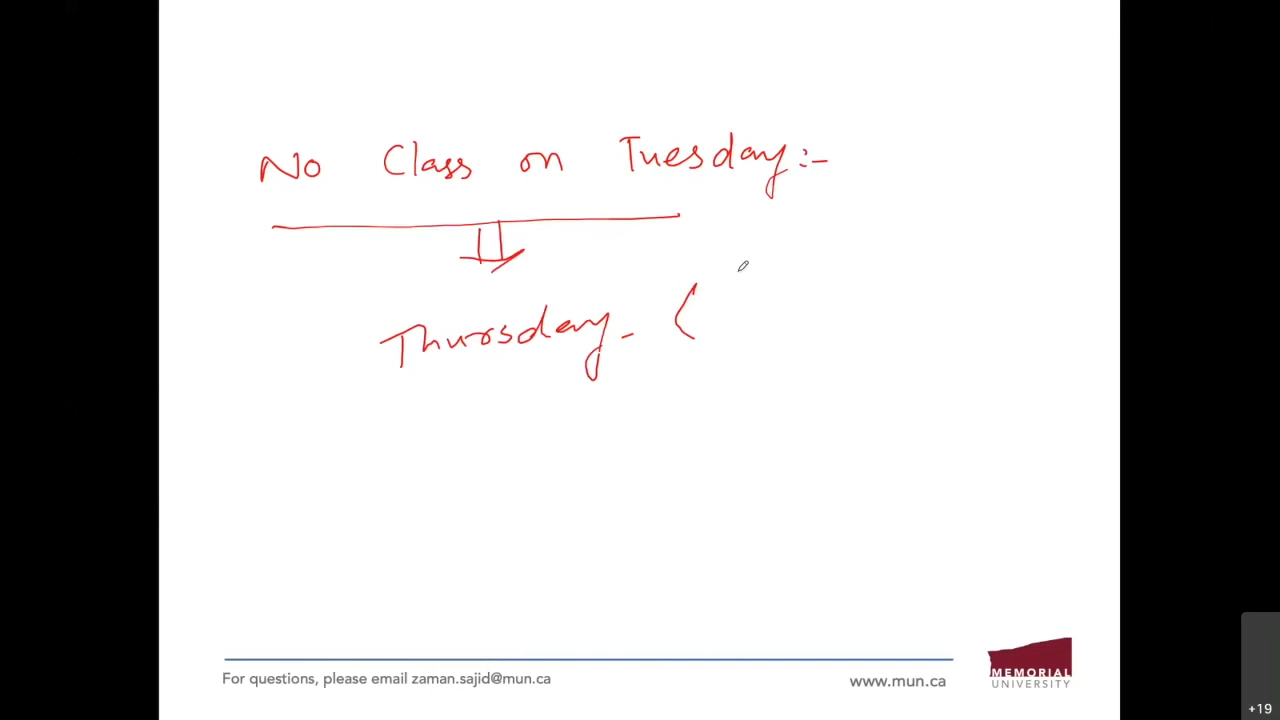 No Class on Tuesday:-
Thursday - (
For questions, please email zaman.sajid@mun.ca
www.mun.ca
MEMORIAL
UNIVERSITY
+19